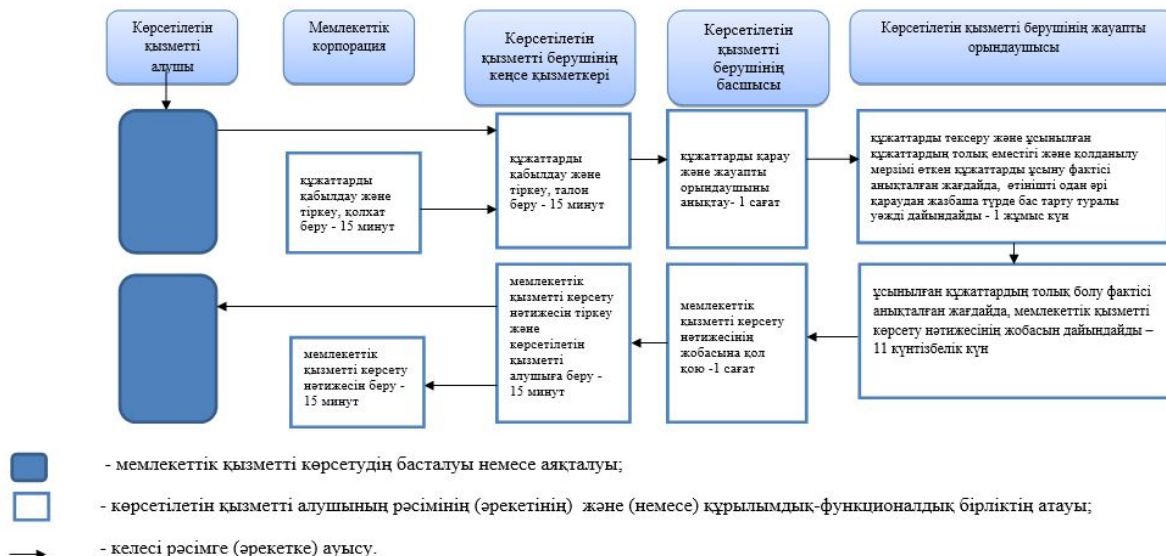 Көрсетілетін
қызметті
алушы
Мемлекеттік
корпорация
Көрсетілетін
қызметті берушінің
кеңсе қызметкері
Көрсетілетін
қызметті
берушінің
басшысы
Көрсетілетін қызметті берушінің жауапты
орындаушысы
құжаттарды
қабылдау және
тіркеу, қолхат
беру - 15 минут
құжаттарды
қабылдау және
тіркеу, талон
беру - 15 минут
құжаттарды қарау
және жауапты
орындаушыны
анықтау- 1 сағат
құжаттарды тексеру және ұсынылған
құжаттардың толық еместігі және қолданылу
мерзімі өткен құжаттарды ұсыну фактісі
анықталған жағдайда, өтінішті одан әрі
қараудан жазбаша түрде бас тарту туралы
уәжді дайындайды - 1 жұмыс күн
мемлекеттік
қызметті көрсету
нәтижесін беру -
15 минут
мемлекеттік
қызметті көрсету
нәтижесін тіркеу
және
көрсетілетін
қызметті
алушыға беру -
15 минут
мемлекеттік
қызметті көрсету
нәтижесінің
жобасына қол
қою -1 сағат
ұсынылған құжаттардың толық болу фактісі
анықталған жағдайда, мемлекеттік қызметті
көрсету нәтижесінің жобасын дайындайды –
11 күнтізбелік күн
- мемлекеттік қызметті көрсетудің басталуы немесе аяқталуы;
- көрсетілетін қызметті алушының рәсімінің (әрекетінің) және (немесе) құрылымдық-функционалдық бірліктің атауы;
- келесі рәсімге (әрекетке) ауысу.